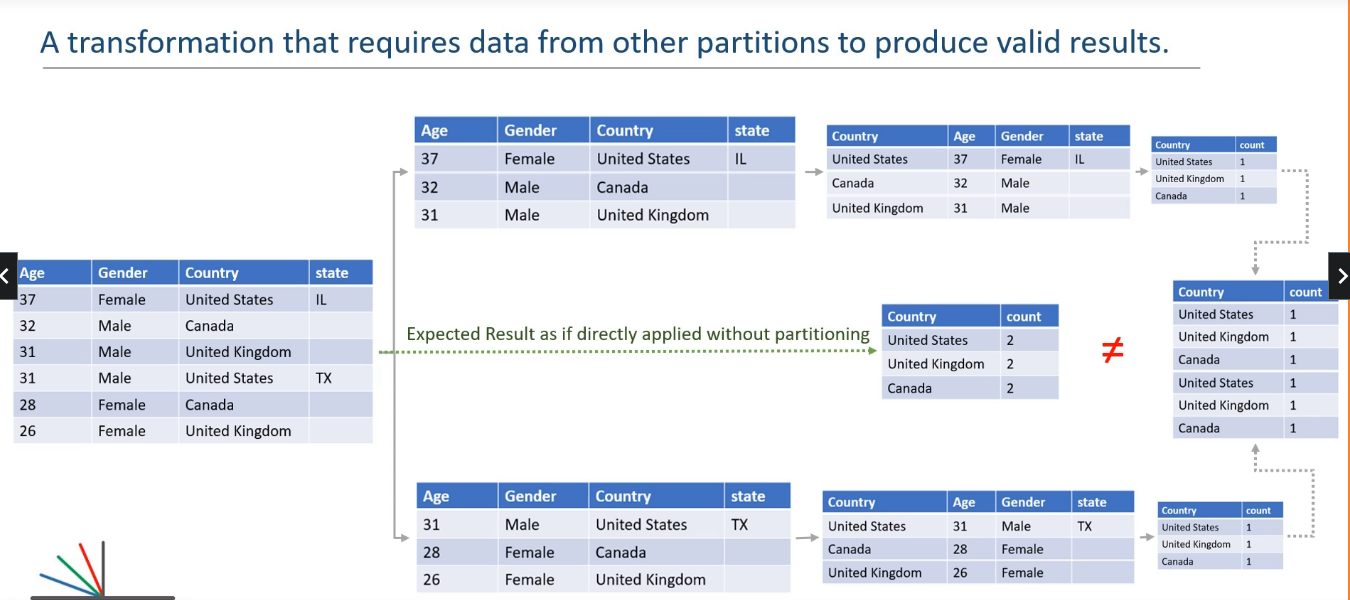 A transformation that requires data from other partitions to produce valid results.
Age Gender Country state
37 Female United States IL
32 Male Canada
31 Male United Kingdom
Country Age Gender state
United States 37 Female IL
Canada 32 Male
United Kingdom 31 Male
Country count
United States 1
United Kingdom 1
Canada 1
Age Gender Country state
37 Female United States IL
32 Male Canada
31 Male United Kingdom
31 Male United States TX
28 Female Canada
26 Female United Kingdom
Expected Result as if directly applied without partitioning
Country count
United States 2
United Kingdom 2
Canada 2
≠
Country count
United States 1
United Kingdom 1
Canada 1
United States 1
United Kingdom 1
Canada 1
Age Gender Country state
31 Male United States TX
28 Female Canada
26 Female United Kingdom
Country Age Gender state
United States 31 Male TX
Canada 28 Female
United Kingdom 26 Female
Country count
United States 1
United Kingdom 1
Canada 1